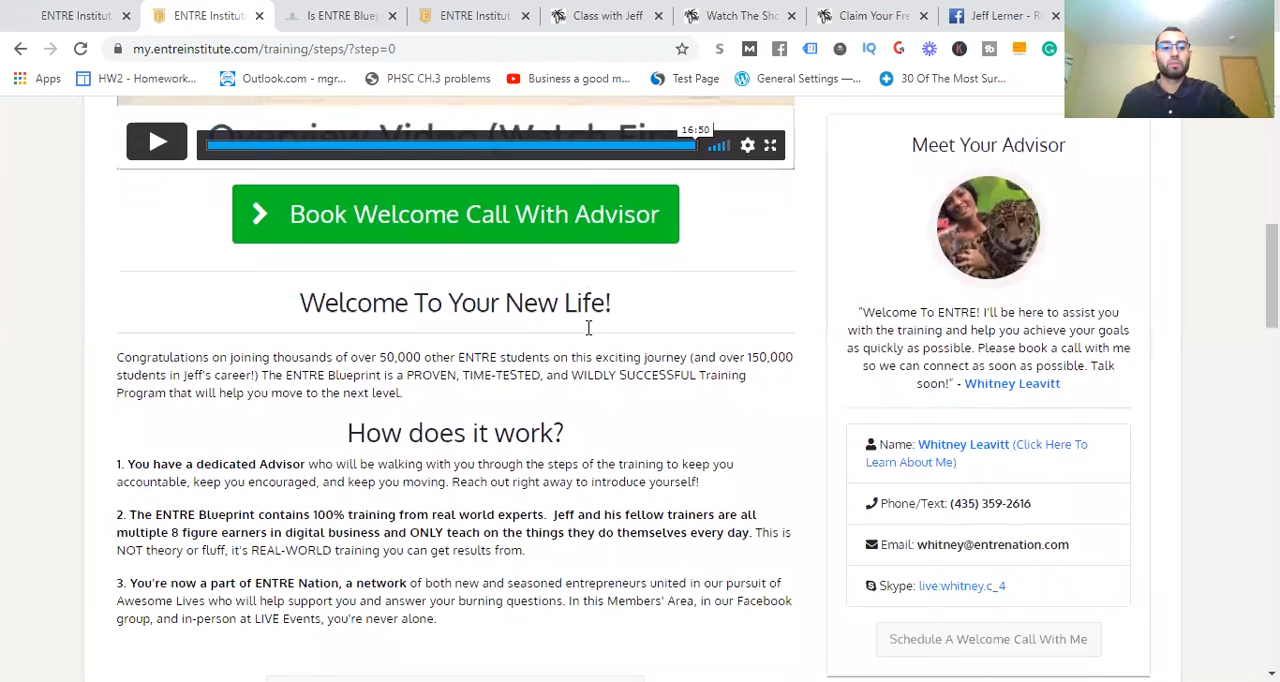 ENTRE Institut
ENTRE Institut
Is ENTRE Blue
ENTRE Institut
Class with Jeff
Watch The Sho
Claim Your Fre
Jeff Lerner - R
my.entreinstitute.com/training/steps/?step=0
Apps
HW2 - Homework...
Outlook.com - mgr...
PHSC CH.3 problems
Business a good m...
Test Page
General Settings —...
30 Of The Most Sur...
16:50
Book Welcome Call With Advisor
Welcome To Your New Life!
Congratulations on joining thousands of over 50,000 other ENTRE students on this exciting journey (and over 150,000
students in Jeff's career!) The ENTRE Blueprint is a PROVEN, TIME-TESTED, and WILDLY SUCCESSFUL Training
Program that will help you move to the next level.
How does it work?
1. You have a dedicated Advisor who will be walking with you through the steps of the training to keep you
accountable, keep you encouraged, and keep you moving. Reach out right away to introduce yourself!
2. The ENTRE Blueprint contains 100% training from real world experts. Jeff and his fellow trainers are all
multiple 8 figure earners in digital business and ONLY teach on the things they do themselves every day. This is
NOT theory or fluff, it's REAL-WORLD training you can get results from.
3. You're now a part of ENTRE Nation, a network of both new and seasoned entrepreneurs united in our pursuit of
Awesome Lives who will help support you and answer your burning questions. In this Members' Area, in our Facebook
group, and in-person at LIVE Events, you're never alone.
Meet Your Advisor
"Welcome To ENTRE! I'll be here to assist you
with the training and help you achieve your goals
as quickly as possible. Please book a call with me
so we can connect as soon as possible. Talk
soon!" - Whitney Leavitt
Name: Whitney Leavitt (Click Here To
Learn About Me)
Phone/Text: (435) 359-2616
Email: whitney@entrenation.com
Skype: live:whitney.c_4
Schedule A Welcome Call With Me